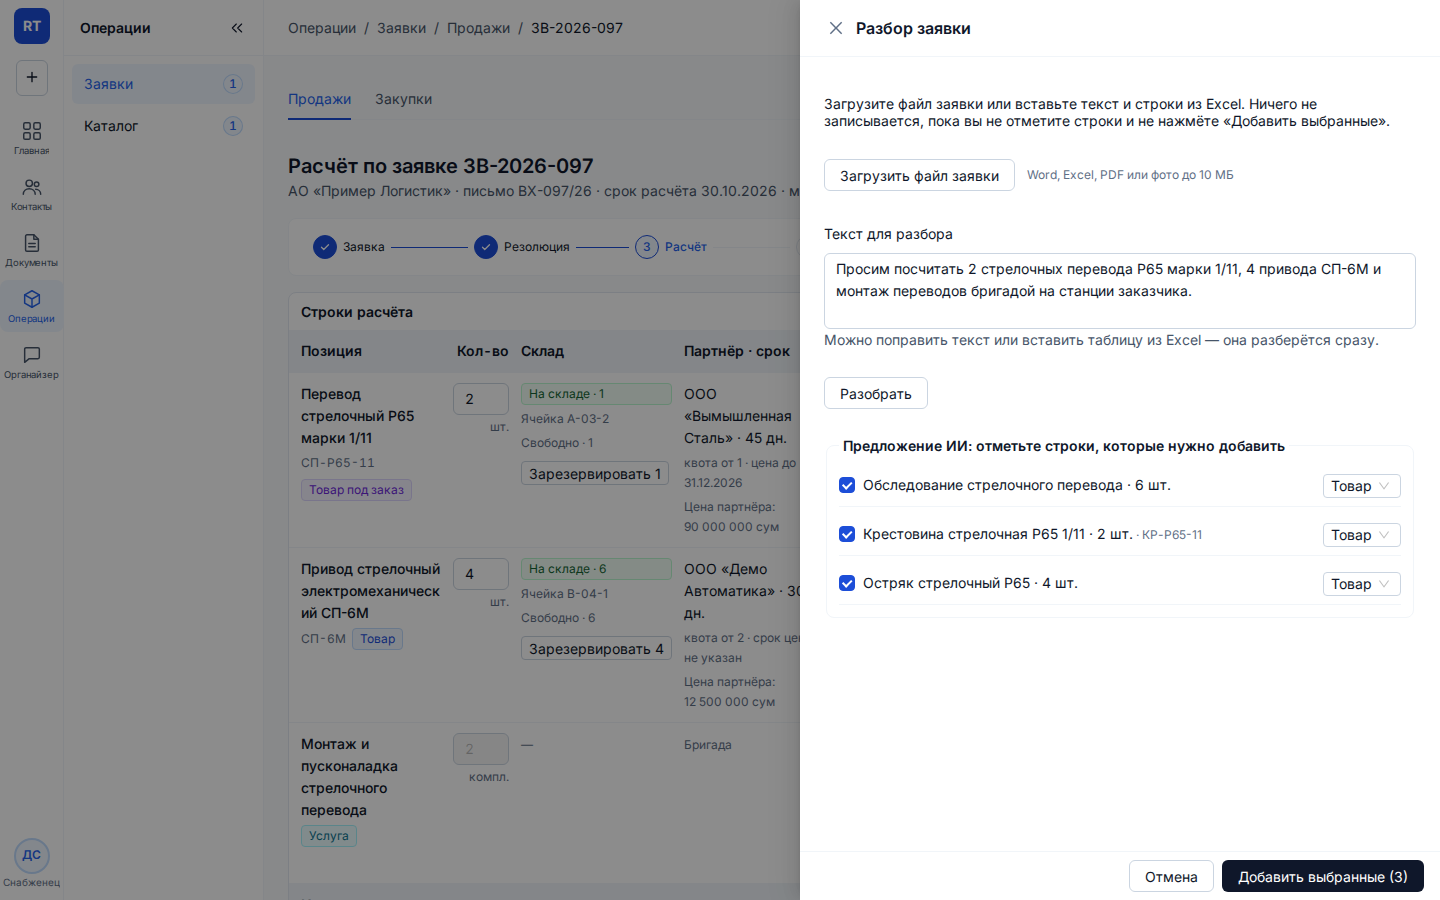 RT
Операции
Операции / Заявки / Продажи / ЗВ-2026-097
Главная
Контакты
Документы
Операции
Органайзер
ДС
Снабженец
Заявки 1
Каталог 1
Продажи Закупки
Расчёт по заявке ЗВ-2026-097
АО «Пример Логистик» · письмо ВХ-097/26 · срок расчёта 30.10.2026 · м
Заявка
Резолюция
3 Расчёт
Строки расчёта
Позиция Кол-во Склад Партнёр · срок
Перевод стрелочный Р65 марки 1/11
СП-Р65-11
Товар под заказ
2
шт.
На складе · 1
Ячейка А-03-2
Свободно · 1
Зарезервировать 1
ООО
«Вымышленная
Сталь» · 45 дн.
квота от 1 · цена до
31.12.2026
Цена партнёра:
90 000 000 сум
Привод стрелочный
электромеханическ
ий СП-6М
СП-6М Товар
4
шт.
На складе · 6
Ячейка В-04-1
Свободно · 6
Зарезервировать 4
ООО «Демо
Автоматика» · 30
дн.
квота от 2 · срок це
не указан
Цена партнёра:
12 500 000 сум
Монтаж и
пусконаладка
стрелочного
перевода
Услуга
2
компл.
—
Бригада
Разбор заявки
Загрузите файл заявки или вставьте текст и строки из Excel. Ничего не
записывается, пока вы не отметите строки и не нажмёте «Добавить выбранные».
Загрузить файл заявки Word, Excel, PDF или фото до 10 МБ
Текст для разбора
Просим посчитать 2 стрелочных перевода Р65 марки 1/11, 4 привода СП-6М и
монтаж переводов бригадой на станции заказчика.
Можно поправить текст или вставить таблицу из Excel — она разберётся сразу.
Разобрать
Предложение ИИ: отметьте строки, которые нужно добавить
Обследование стрелочного перевода · 6 шт. Товар
Крестовина стрелочная Р65 1/11 · 2 шт. · КР-Р65-11 Товар
Остряк стрелочный Р65 · 4 шт. Товар
Отмена Добавить выбранные (3)